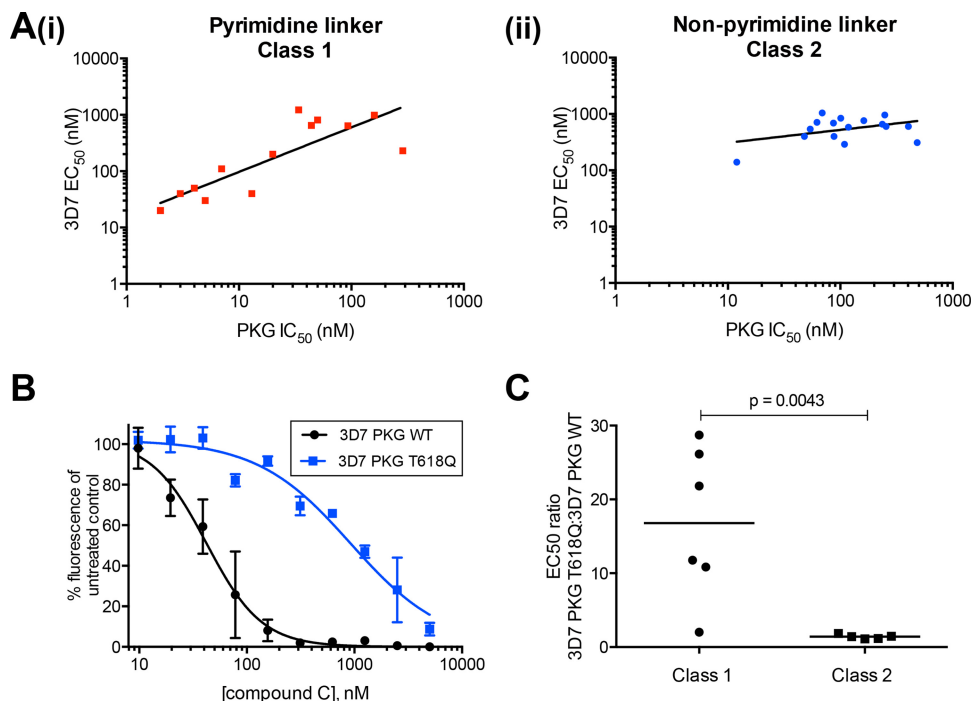 A(i)
Pyrimidine linker
Class 1
3D7 EC50 (nM)
1000
100
10
1
1 10 100 1000
PKG IC50 (nM)
(ii)
Non-pyrimidine linker
Class 2
3D7 EC50 (nM)
10000
1000
100
10
1
1 10 100 1000
PKG IC50 (nM)
B
% fluorescence of
untreated control
100
80
60
40
20
0
10 100 1000 10000
[compound C], nM
3D7 PKG WT
3D7 PKG T618Q
C
p = 0.0043
EC50 ratio
3D7 PKG T618Q:3D7 PKG WT
30
20
10
0
Class 1 Class 2